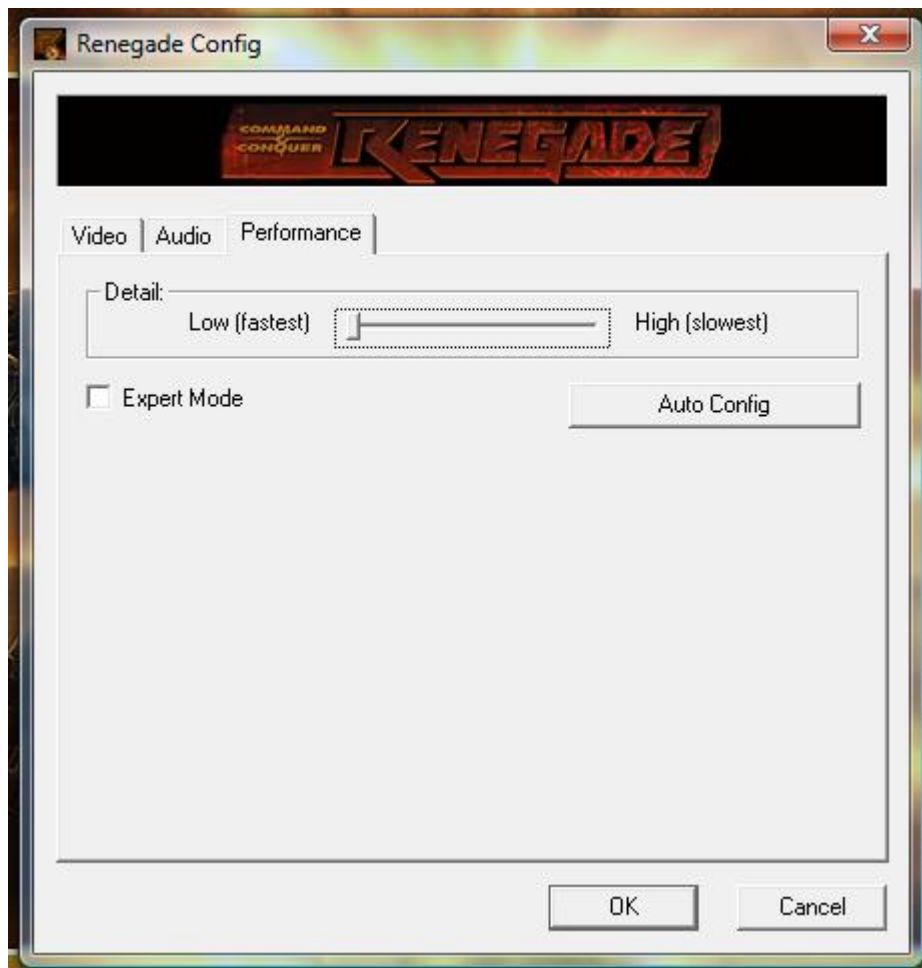 Renegade Config
COMMAND & CONQUER RENEGADE
Video Audio Performance
Detail:
Low (fastest) High (slowest)
Expert Mode Auto Config
OK Cancel